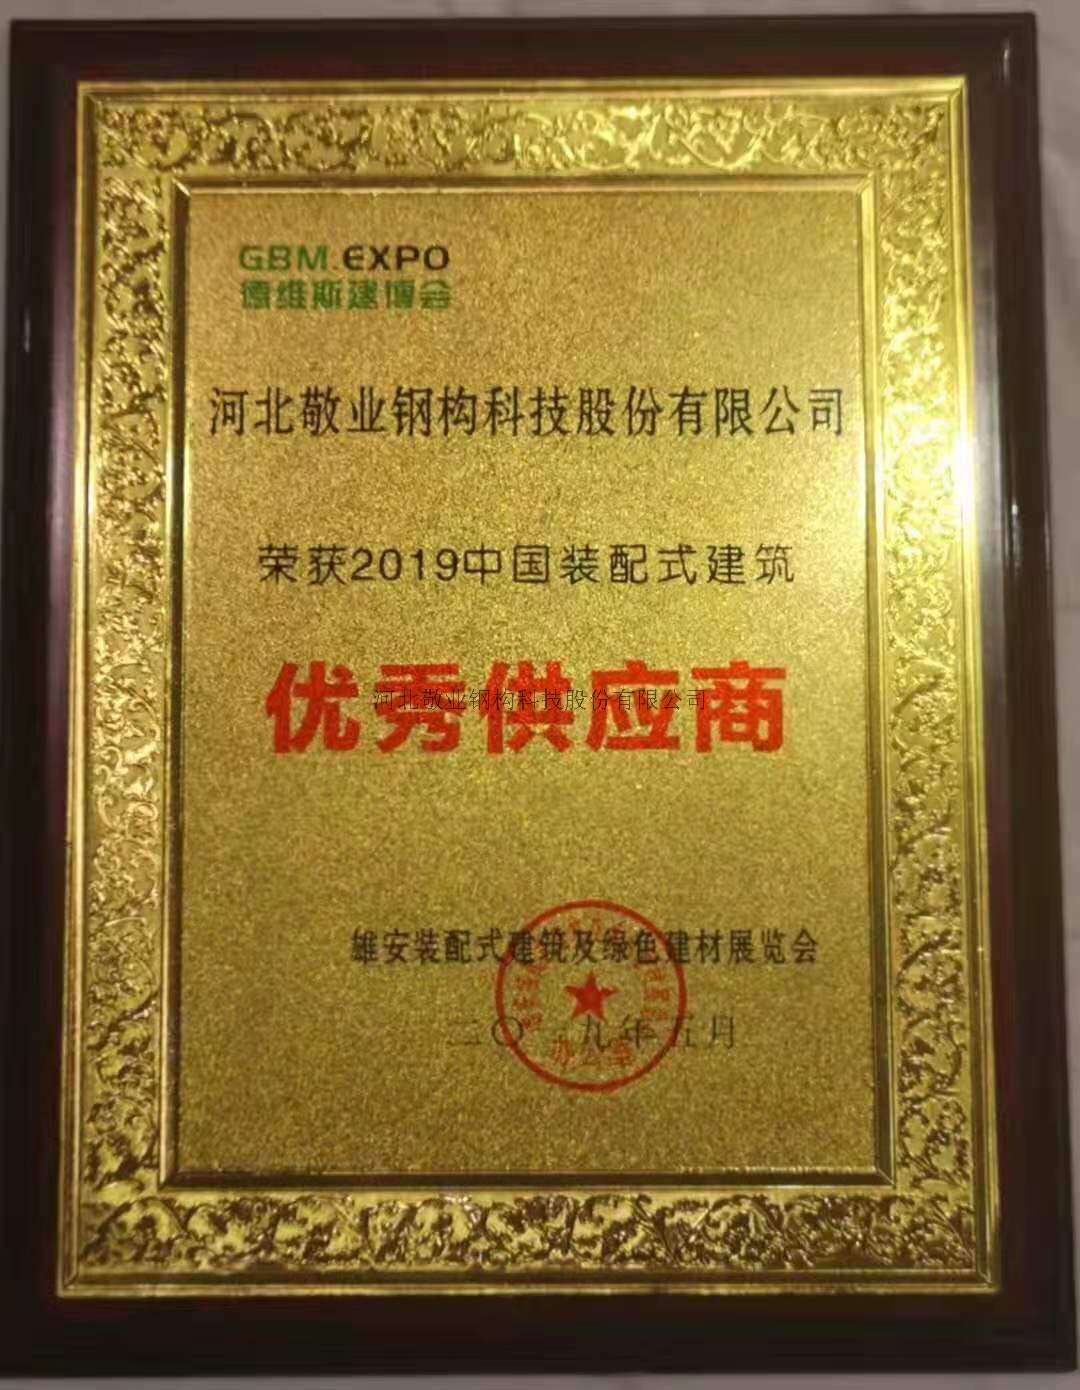 GBM.EXPO
德维斯建博会
河北敬业钢构科技股份有限公司
荣获2019中国装配式建筑
优秀供应商
河北敬业钢构科技股份有限公司
雄安装配式建筑及绿色建材展览会
二〇一九年五月
办公室